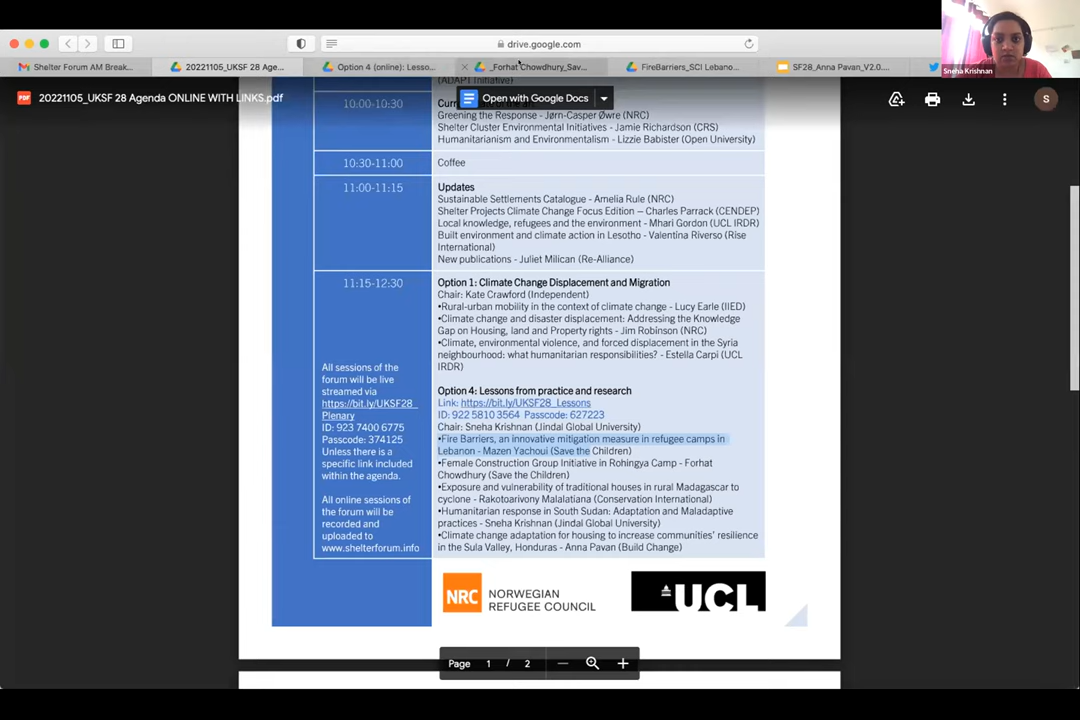 drive.google.com
Sneha Krishnan
Shelter Forum AM Break...
20221105_UKSF 28 Age...
Option 4 (online): Lesso...
_Forhat Chowdhury_Sav...
FireBarriers_SCI Lebano...
SF28_Anna Pavan_V2.0...
20221105_UKSF 28 Agenda ONLINE WITH LINKS.pdf
Open with Google Docs
S
(ADAPT Initiative)
10:00-10:30
Greening the Response - Jørn-Casper Øwre (NRC)
Shelter Cluster Environmental Initiatives - Jamie Richardson (CRS)
Humanitarianism and Environmentalism - Lizzie Babister (Open University)
10:30-11:00
Coffee
11:00-11:15
Updates
Sustainable Settlements Catalogue - Amelia Rule (NRC)
Shelter Projects Climate Change Focus Edition – Charles Parrack (CENDEP)
Local knowledge, refugees and the environment - Mhari Gordon (UCL IRDR)
Built environment and climate action in Lesotho - Valentina Riverso (Rise
International)
New publications - Juliet Milican (Re-Alliance)
11:15-12:30
Option 1: Climate Change Displacement and Migration
Chair: Kate Crawford (Independent)
•Rural-urban mobility in the context of climate change - Lucy Earle (IIED)
•Climate change and disaster displacement: Addressing the Knowledge
Gap on Housing, land and Property rights - Jim Robinson (NRC)
•Climate, environmental violence, and forced displacement in the Syria
neighbourhood: what humanitarian responsibilities? - Estella Carpi (UCL
IRDR)
All sessions of the
forum will be live
streamed via
https://bit.ly/UKSF28_
Plenary
ID: 923 7400 6775
Passcode: 374125
Unless there is a
specific link included
within the agenda.
All online sessions of
the forum will be
recorded and
uploaded to
www.shelterforum.info
Option 4: Lessons from practice and research
Link: https://bit.ly/UKSF28_Lessons
ID: 922 5810 3564 Passcode: 627223
Chair: Sneha Krishnan (Jindal Global University)
•Fire Barriers, an innovative mitigation measure in refugee camps in
Lebanon - Mazen Yachoui (Save the Children)
•Female Construction Group Initiative in Rohingya Camp - Forhat
Chowdhury (Save the Children)
•Exposure and vulnerability of traditional houses in rural Madagascar to
cyclone - Rakotoarivony Malalatiana (Conservation International)
•Humanitarian response in South Sudan: Adaptation and Maladaptive
practices - Sneha Krishnan (Jindal Global University)
•Climate change adaptation for housing to increase communities' resilience
in the Sula Valley, Honduras - Anna Pavan (Build Change)
NRC
NORWEGIAN
REFUGEE COUNCIL
UCL
Page 1 / 2